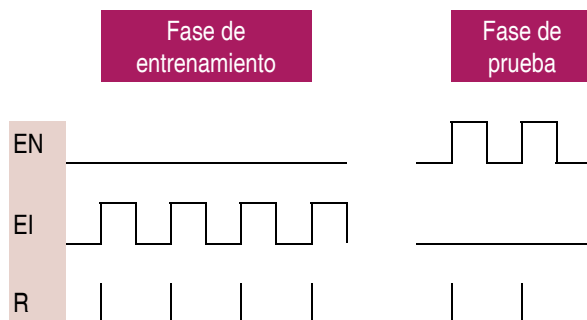 Fase de
entrenamiento
Fase de
prueba
EN
EI
R